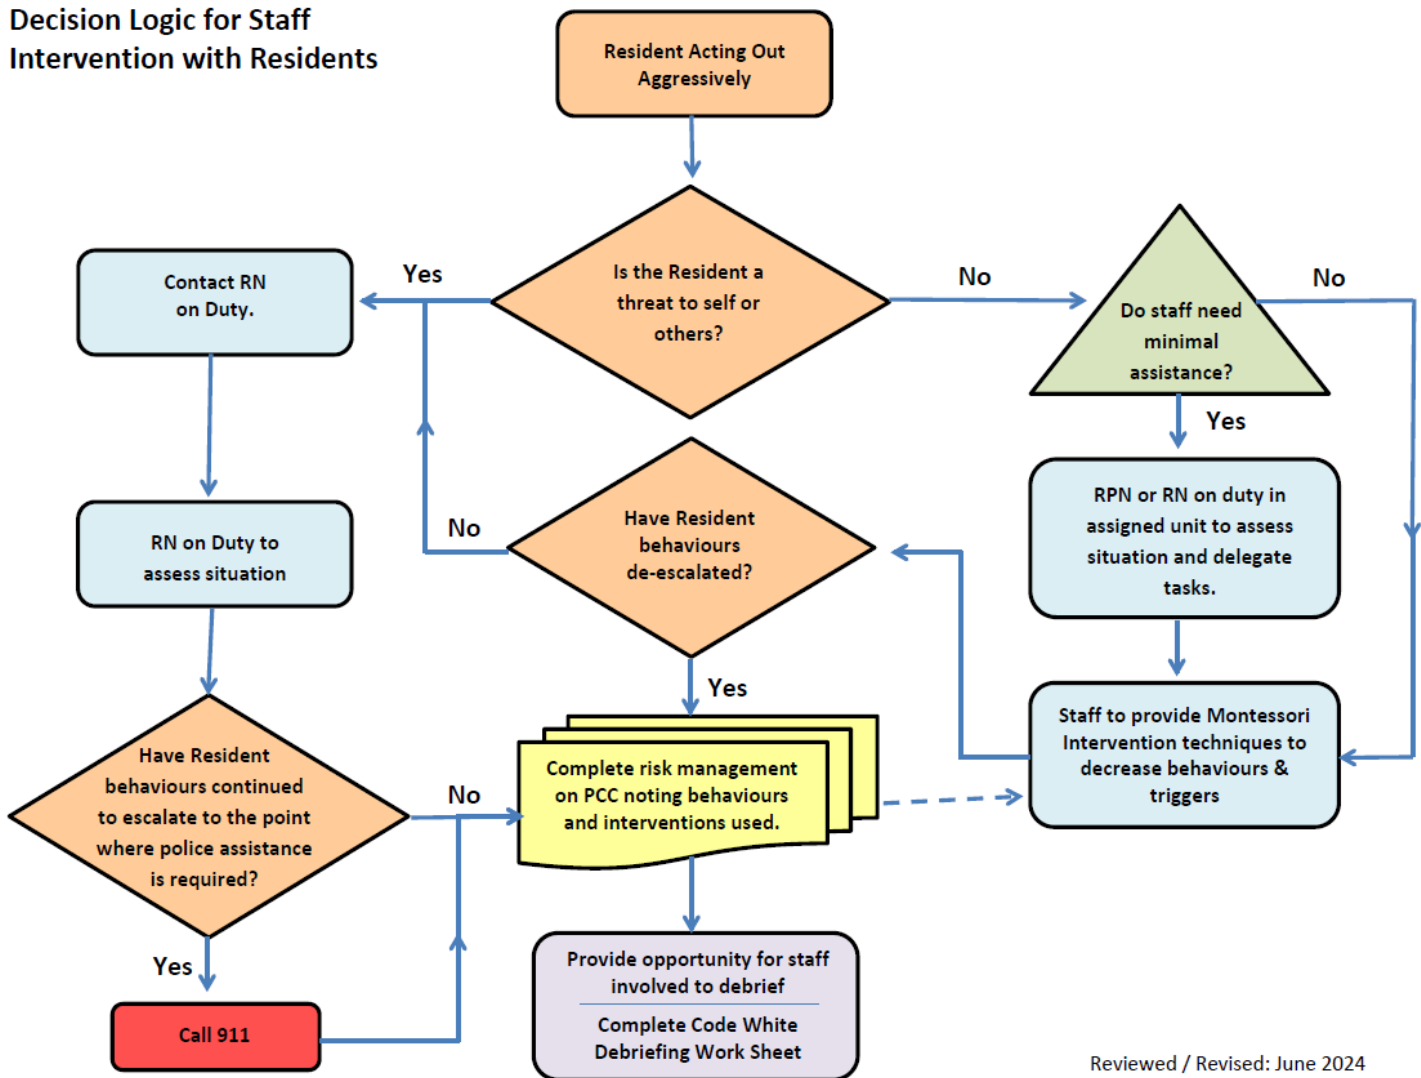 Decision Logic for Staff
Intervention with Residents
Resident Acting Out
Aggressively
Is the Resident a
threat to self or
others?
Yes
No
Contact RN
on Duty.
Do staff need
minimal
assistance?
No
Yes
RN on Duty to
assess situation
Have Resident
behaviours
de-escalated?
No
Yes
RPN or RN on duty in
assigned unit to assess
situation and delegate
tasks.
Staff to provide Montessori
Intervention techniques to
decrease behaviours &
triggers
Have Resident
behaviours continued
to escalate to the point
where police assistance
is required?
No
Yes
Complete risk management
on PCC noting behaviours
and interventions used.
Call 911
Provide opportunity for staff
involved to debrief
Complete Code White
Debriefing Work Sheet
Reviewed / Revised: June 2024